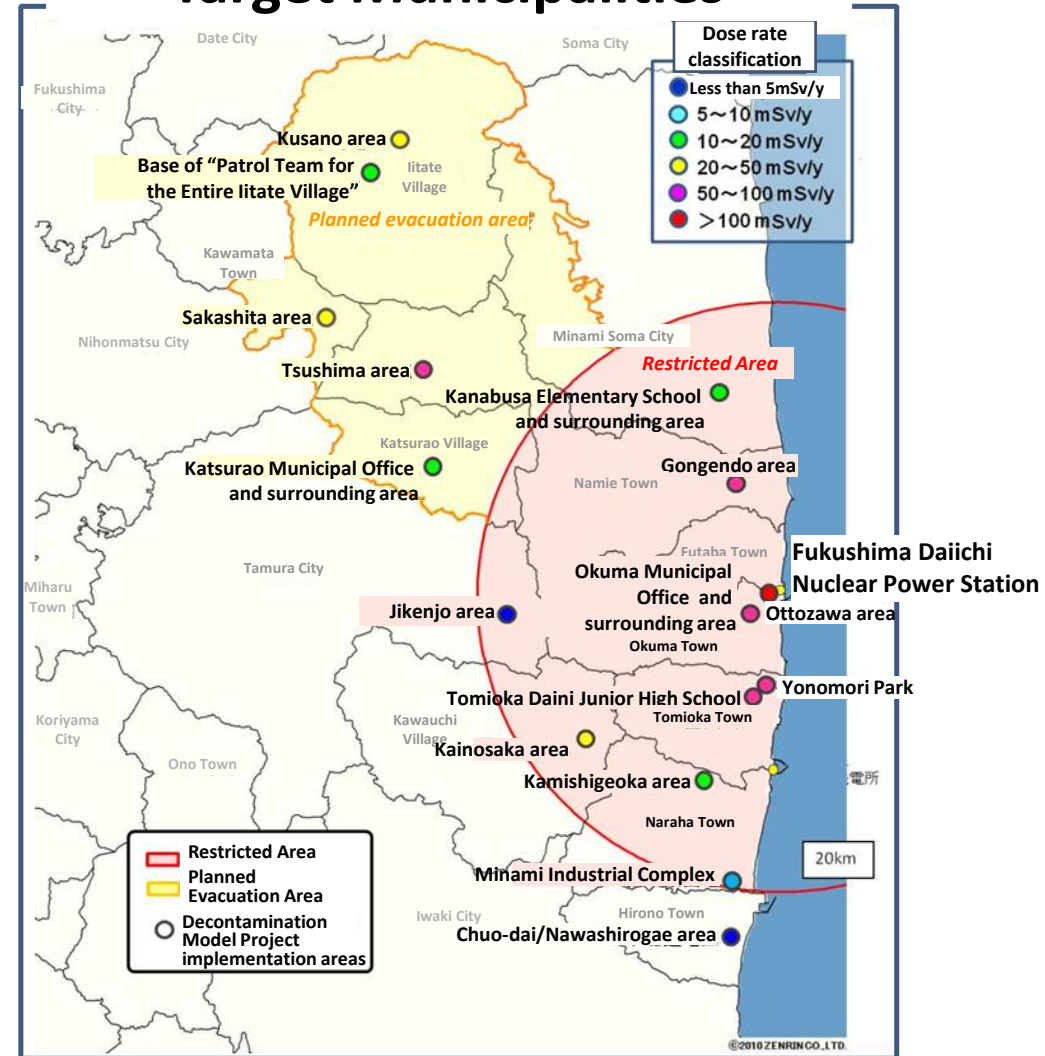 Target Municipalities
Date City
Soma City
Dose rate
classification
Less than 5mSv/y
5～10 mSv/y
10～20 mSv/y
20～50 mSv/y
50～100 mSv/y
＞100 mSv/y
Fukushima
City
Kusano area
Base of “Patrol Team for
the Entire Iitate Village”
Iitate
Village
Planned evacuation area
Kawamata
Town
Sakashita area
Nihonmatsu City
Minami Soma City
Restricted Area
Tsushima area
Kanabusa Elementary School
and surrounding area
Katsurao Village
Katsurao Municipal Office
and surrounding area
Gongendo area
Namie Town
Futaba Town
Fukushima Daiichi
Nuclear Power Station
Tamura City
Miharu
Town
Okuma Municipal
Office and
surrounding area
Okuma Town
Ottozawa area
Jikenjo area
Yonomori Park
Tomioka Daini Junior High School
Tomioka Town
Koriyama
City
Kawauchi
Village
Kainosaka area
Ono Town
Kamishigeoka area
電所
Naraha Town
20km
Restricted Area
Planned
Evacuation Area
Decontamination
Model Project
implementation areas
Minami Industrial Complex
Iwaki City
Hirono Town
Chuo-dai/Nawashirogae area
©2010 ZENRIN CO., LTD.